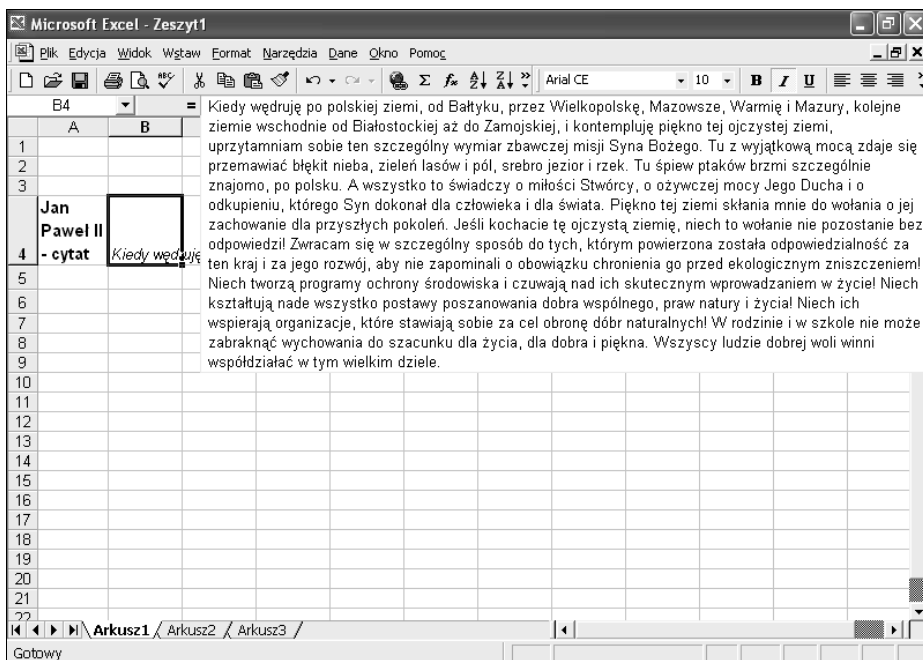 Microsoft Excel - Zeszyt1
Plik Edycja Widok Wstaw Format Narzędzia Dane Okno Pomoc
Arial CE 10 B I U
B4 = Kiedy wędruję po polskiej ziemi, od Bałtyku, przez Wielkopolskę, Mazowsze, Warmię i Mazury, kolejne
ziemie wschodnie od Białostockiej aż do Zamojskiej, i kontempluję piękno tej ojczystej ziemi,
uprzytamniam sobie ten szczególny wymiar zbawczej misji Syna Bożego. Tu z wyjątkową mocą zdaje się
przemawiać błękit nieba, zieleń lasów i pól, srebro jezior i rzek. Tu śpiew ptaków brzmi szczególnie
znajomo, po polsku. A wszystko to świadczy o miłości Stwórcy, o ożywczej mocy Jego Ducha i o
odkupieniu, którego Syn dokonał dla człowieka i dla świata. Piękno tej ziemi skłania mnie do wołania o jej
zachowanie dla przyszłych pokoleń. Jeśli kochacie tę ojczystą ziemię, niech to wołanie nie pozostanie bez
odpowiedzi! Zwracam się w szczególny sposób do tych, którym powierzona została odpowiedzialność za
ten kraj i za jego rozwój, aby nie zapominali o obowiązku chronienia go przed ekologicznym zniszczeniem!
Niech tworzą programy ochrony środowiska i czuwają nad ich skutecznym wprowadzaniem w życie! Niech
kształtują nade wszystko postawy poszanowania dobra wspólnego, praw natury i życia! Niech ich
wspierają organizacje, które stawiają sobie za cel obronę dóbr naturalnych! W rodzinie i w szkole nie może
zabraknąć wychowania do szacunku dla życia, dla dobra i piękna. Wszyscy ludzie dobrej woli winni
współdziałać w tym wielkim dziele.
A B
1
2
3
Jan
Paweł II
4 - cytat Kiedy wędruję
5
6
7
8
9
10
11
12
13
14
15
16
17
18
19
20
21
22
Arkusz1 Arkusz2 Arkusz3
Gotowy